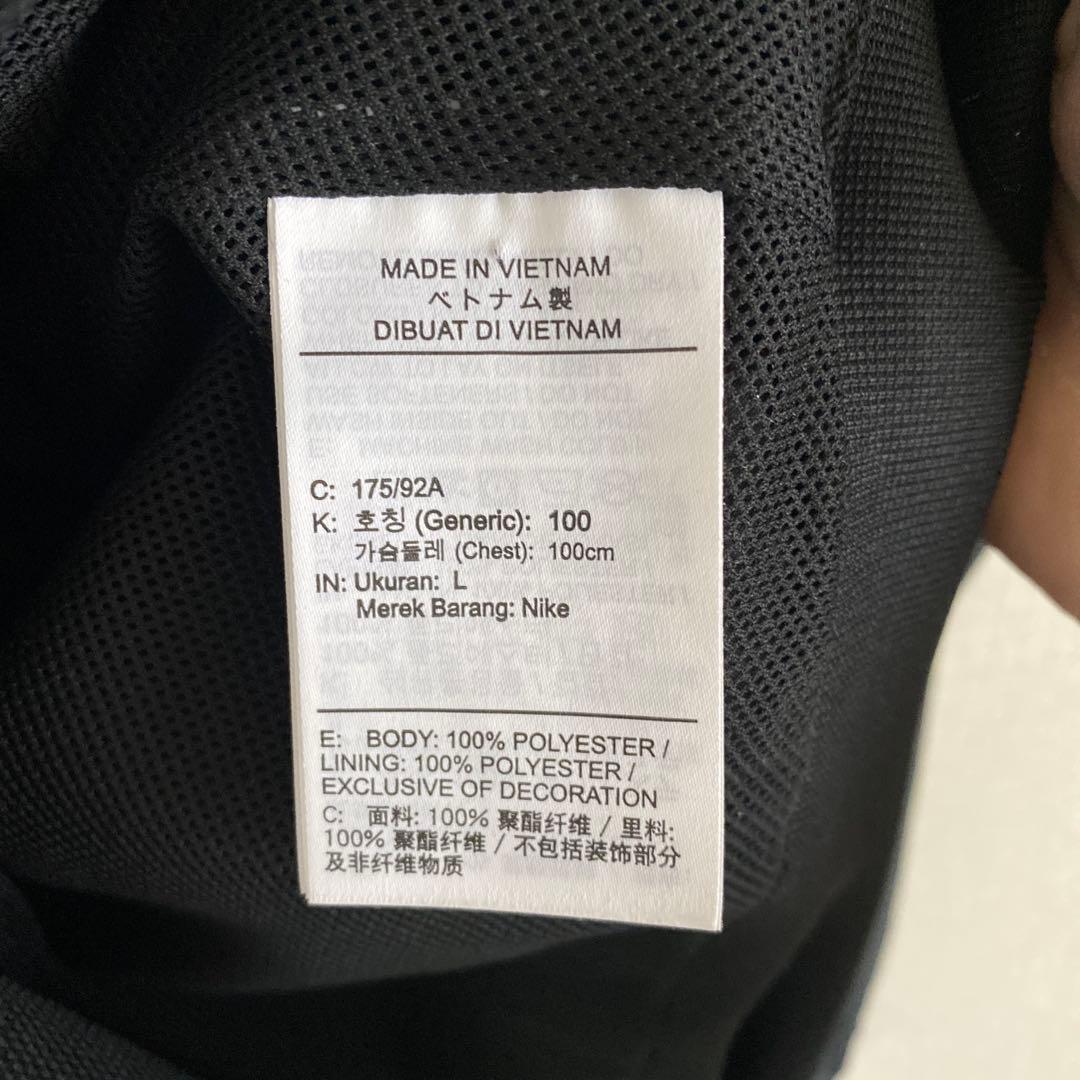 MADE IN VIETNAM
ベトナム製
DIBUAT DI VIETNAM
C: 175/92A
K: 호칭 (Generic): 100
가슴둘레 (Chest): 100cm
IN: Ukuran: L
Merek Barang: Nike
E: BODY: 100% POLYESTER /
LINING: 100% POLYESTER /
EXCLUSIVE OF DECORATION
C: 面料: 100% 聚酯纤维 / 里料:
100% 聚酯纤维 / 不包括装饰部分
及非纤维物质